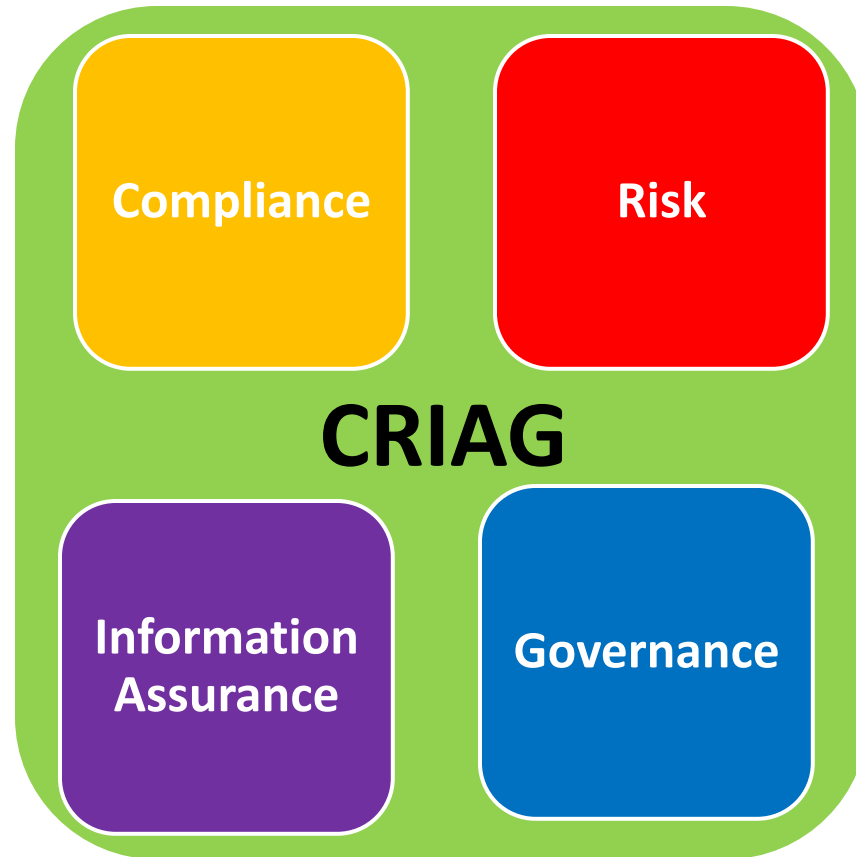 Compliance
Risk
CRIAG
Information
Assurance
Governance